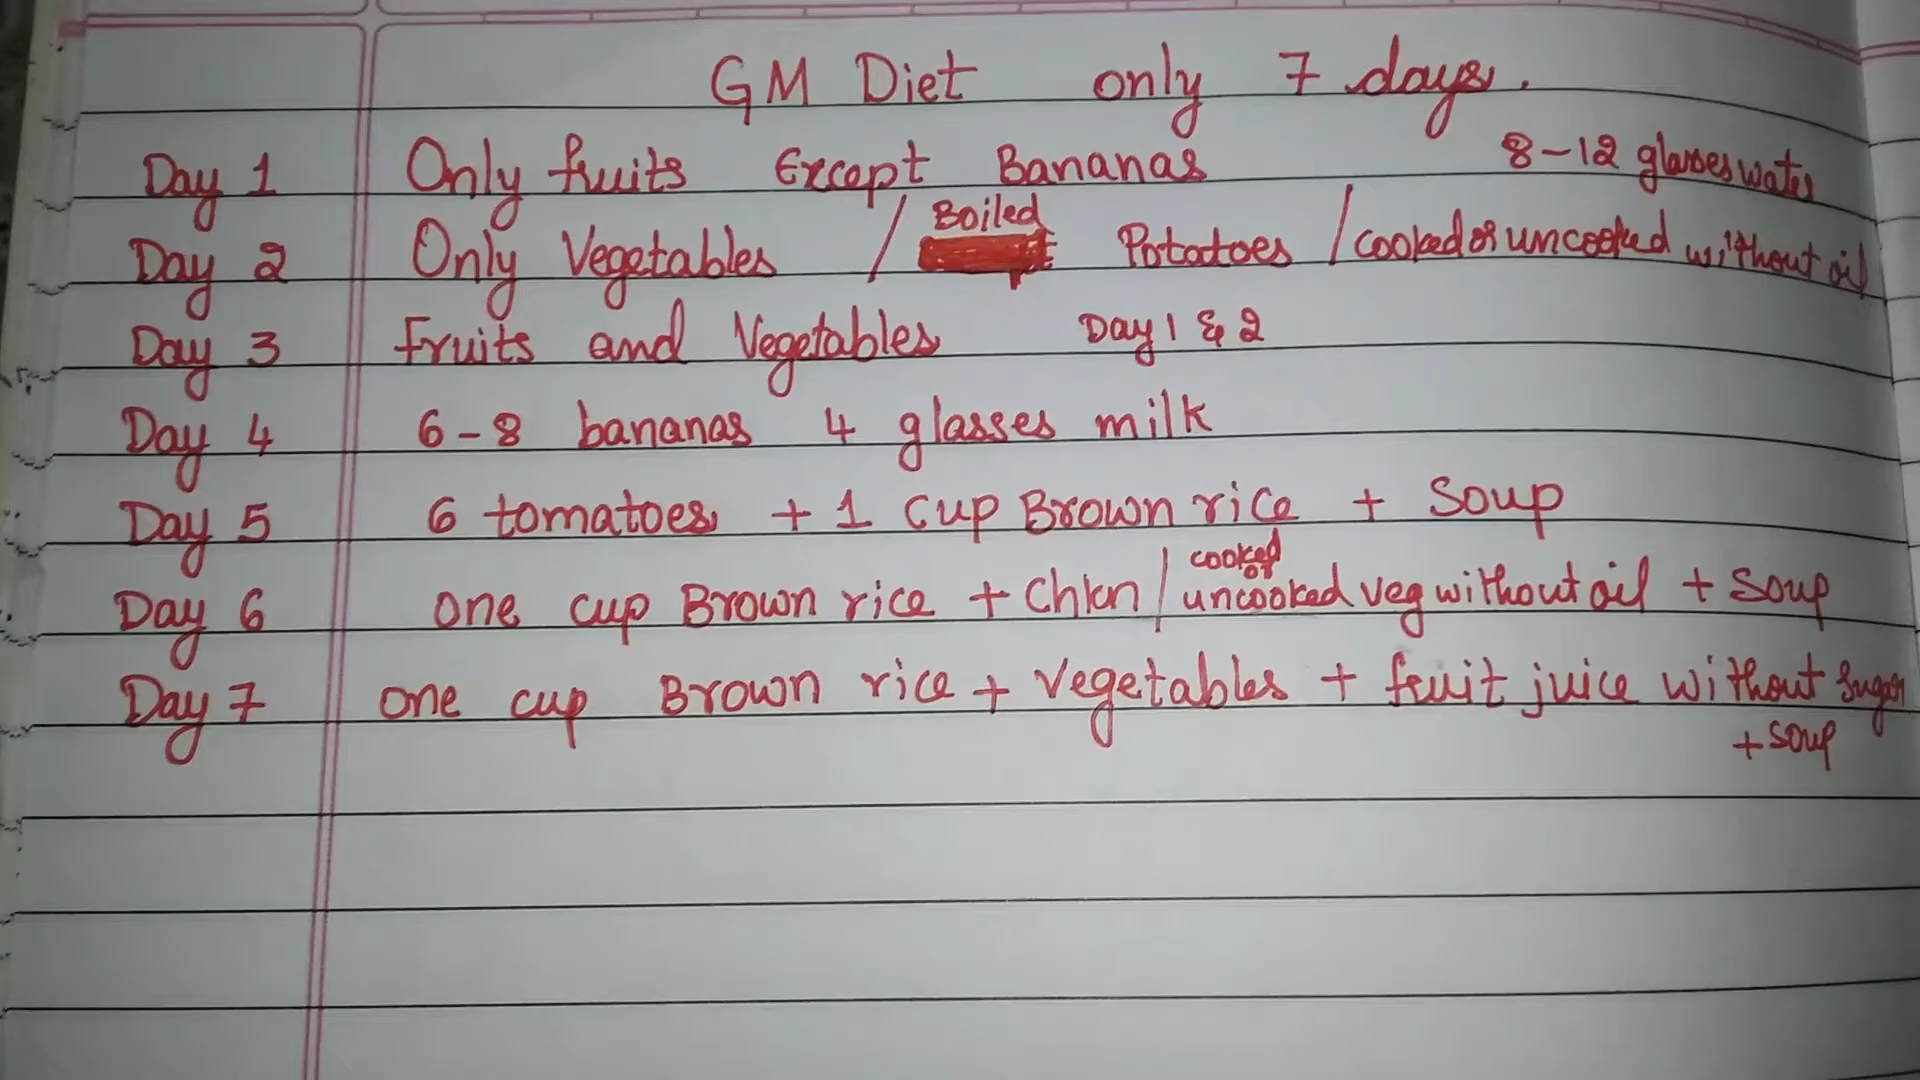 GM Diet only 7 days.
Day 1 Only fruits Except Bananas 8-12 glasses water
Day 2 Only Vegetables / Boiled Potatoes / cooked or uncooked without oil
Day 3 Fruits and Vegetables Day 1 & 2
Day 4 6-8 bananas 4 glasses milk
Day 5 6 tomatoes + 1 cup Brown rice + Soup
Day 6 one cup Brown rice + Chkn / cooked or uncooked veg without oil + Soup
Day 7 one cup Brown rice + Vegetables + fruit juice without Sugar
+ soup